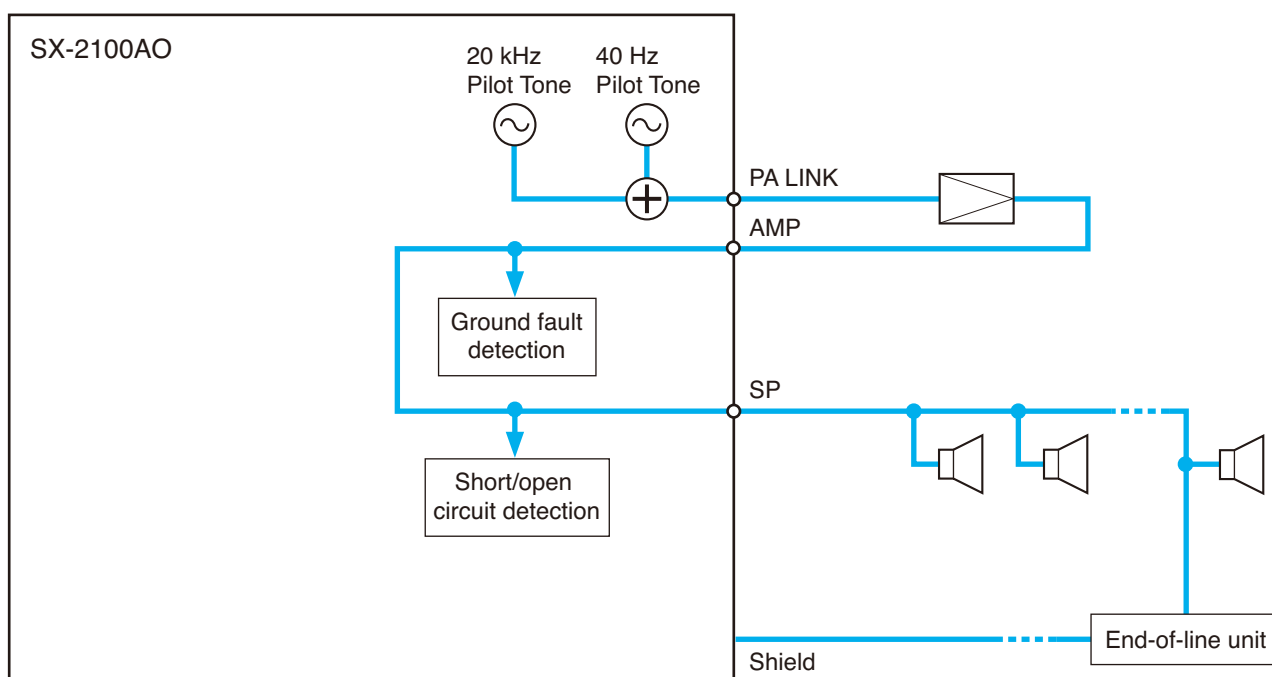 SX-2100AO
20 kHz
Pilot Tone
40 Hz
Pilot Tone
PA LINK
AMP
Ground fault
detection
SP
Short/open
circuit detection
End-of-line unit
Shield